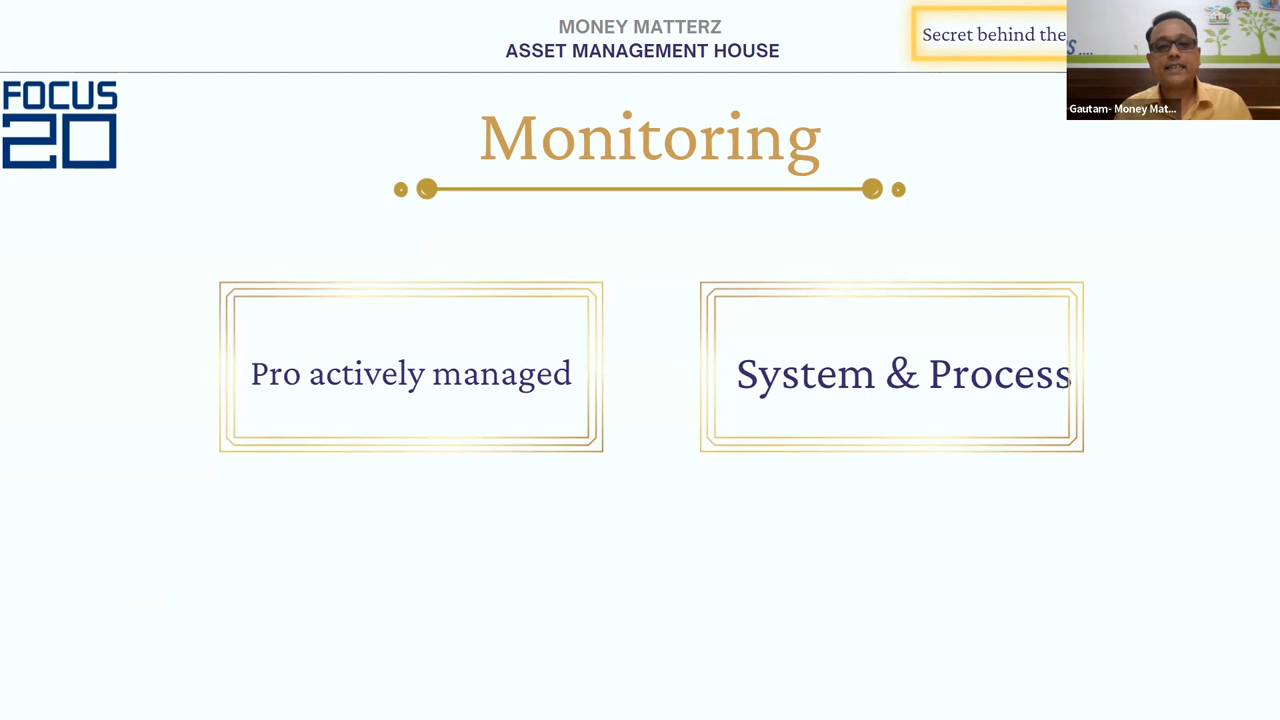 MONEY MATTERZ
ASSET MANAGEMENT HOUSE
Secret behind the
Gautam- Money Mat...
FOCUS
20
Monitoring
Pro actively managed
System & Process